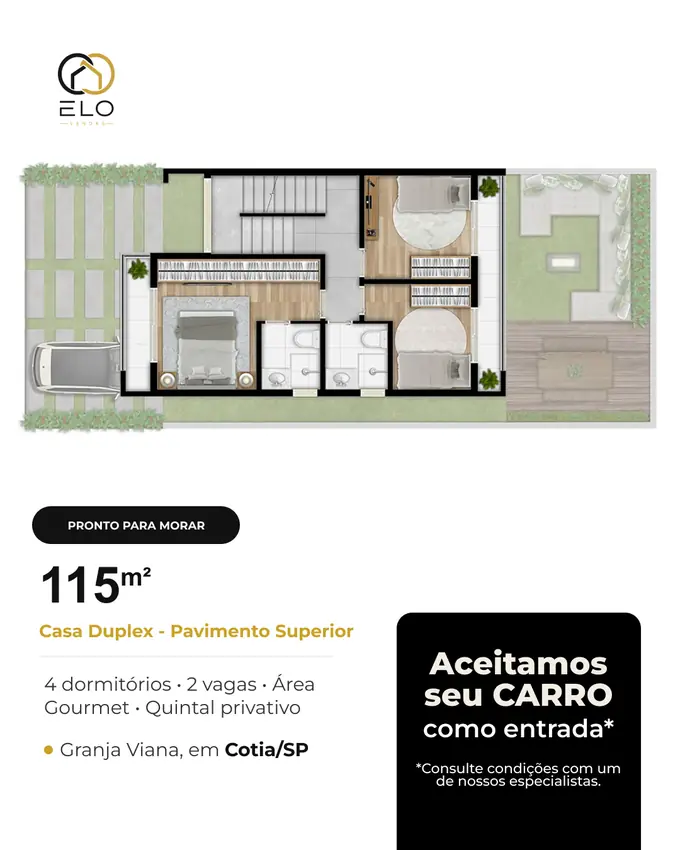 ELO
PRONTO PARA MORAR
115m²
Casa Duplex - Pavimento Superior
4 dormitórios • 2 vagas • Área
Gourmet • Quintal privativo
Granja Viana, em Cotia/SP
Aceitamos
seu CARRO
como entrada*
*Consulte condições com um
de nossos especialistas.